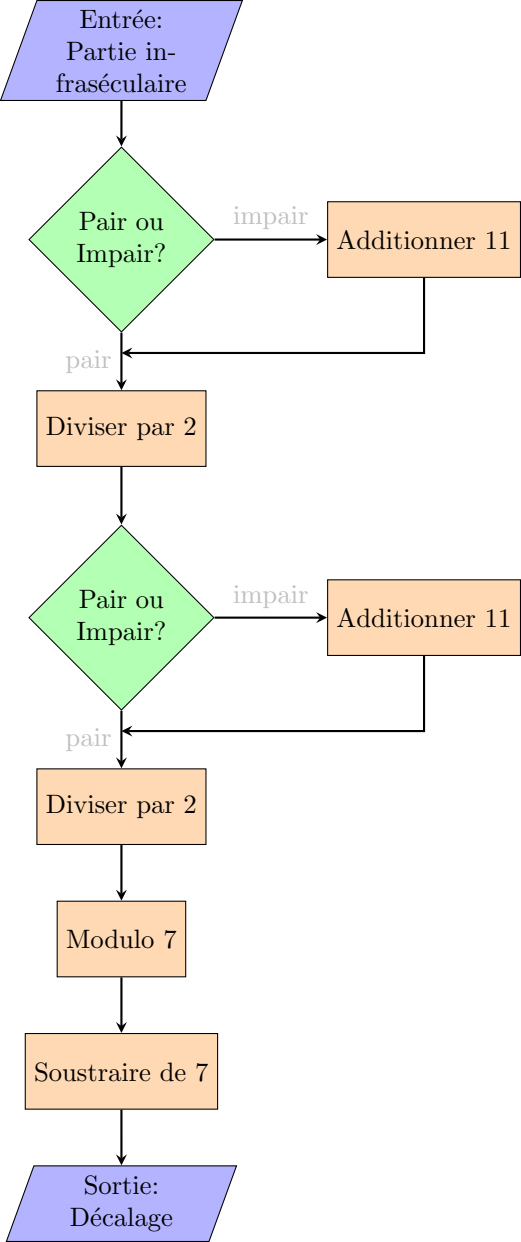 Entrée:
Partie in-
fraséculaire
Pair ou
Impair?
impair
Additionner 11
pair
Diviser par 2
Pair ou
Impair?
impair
Additionner 11
pair
Diviser par 2
Modulo 7
Soustraire de 7
Sortie:
Décalage